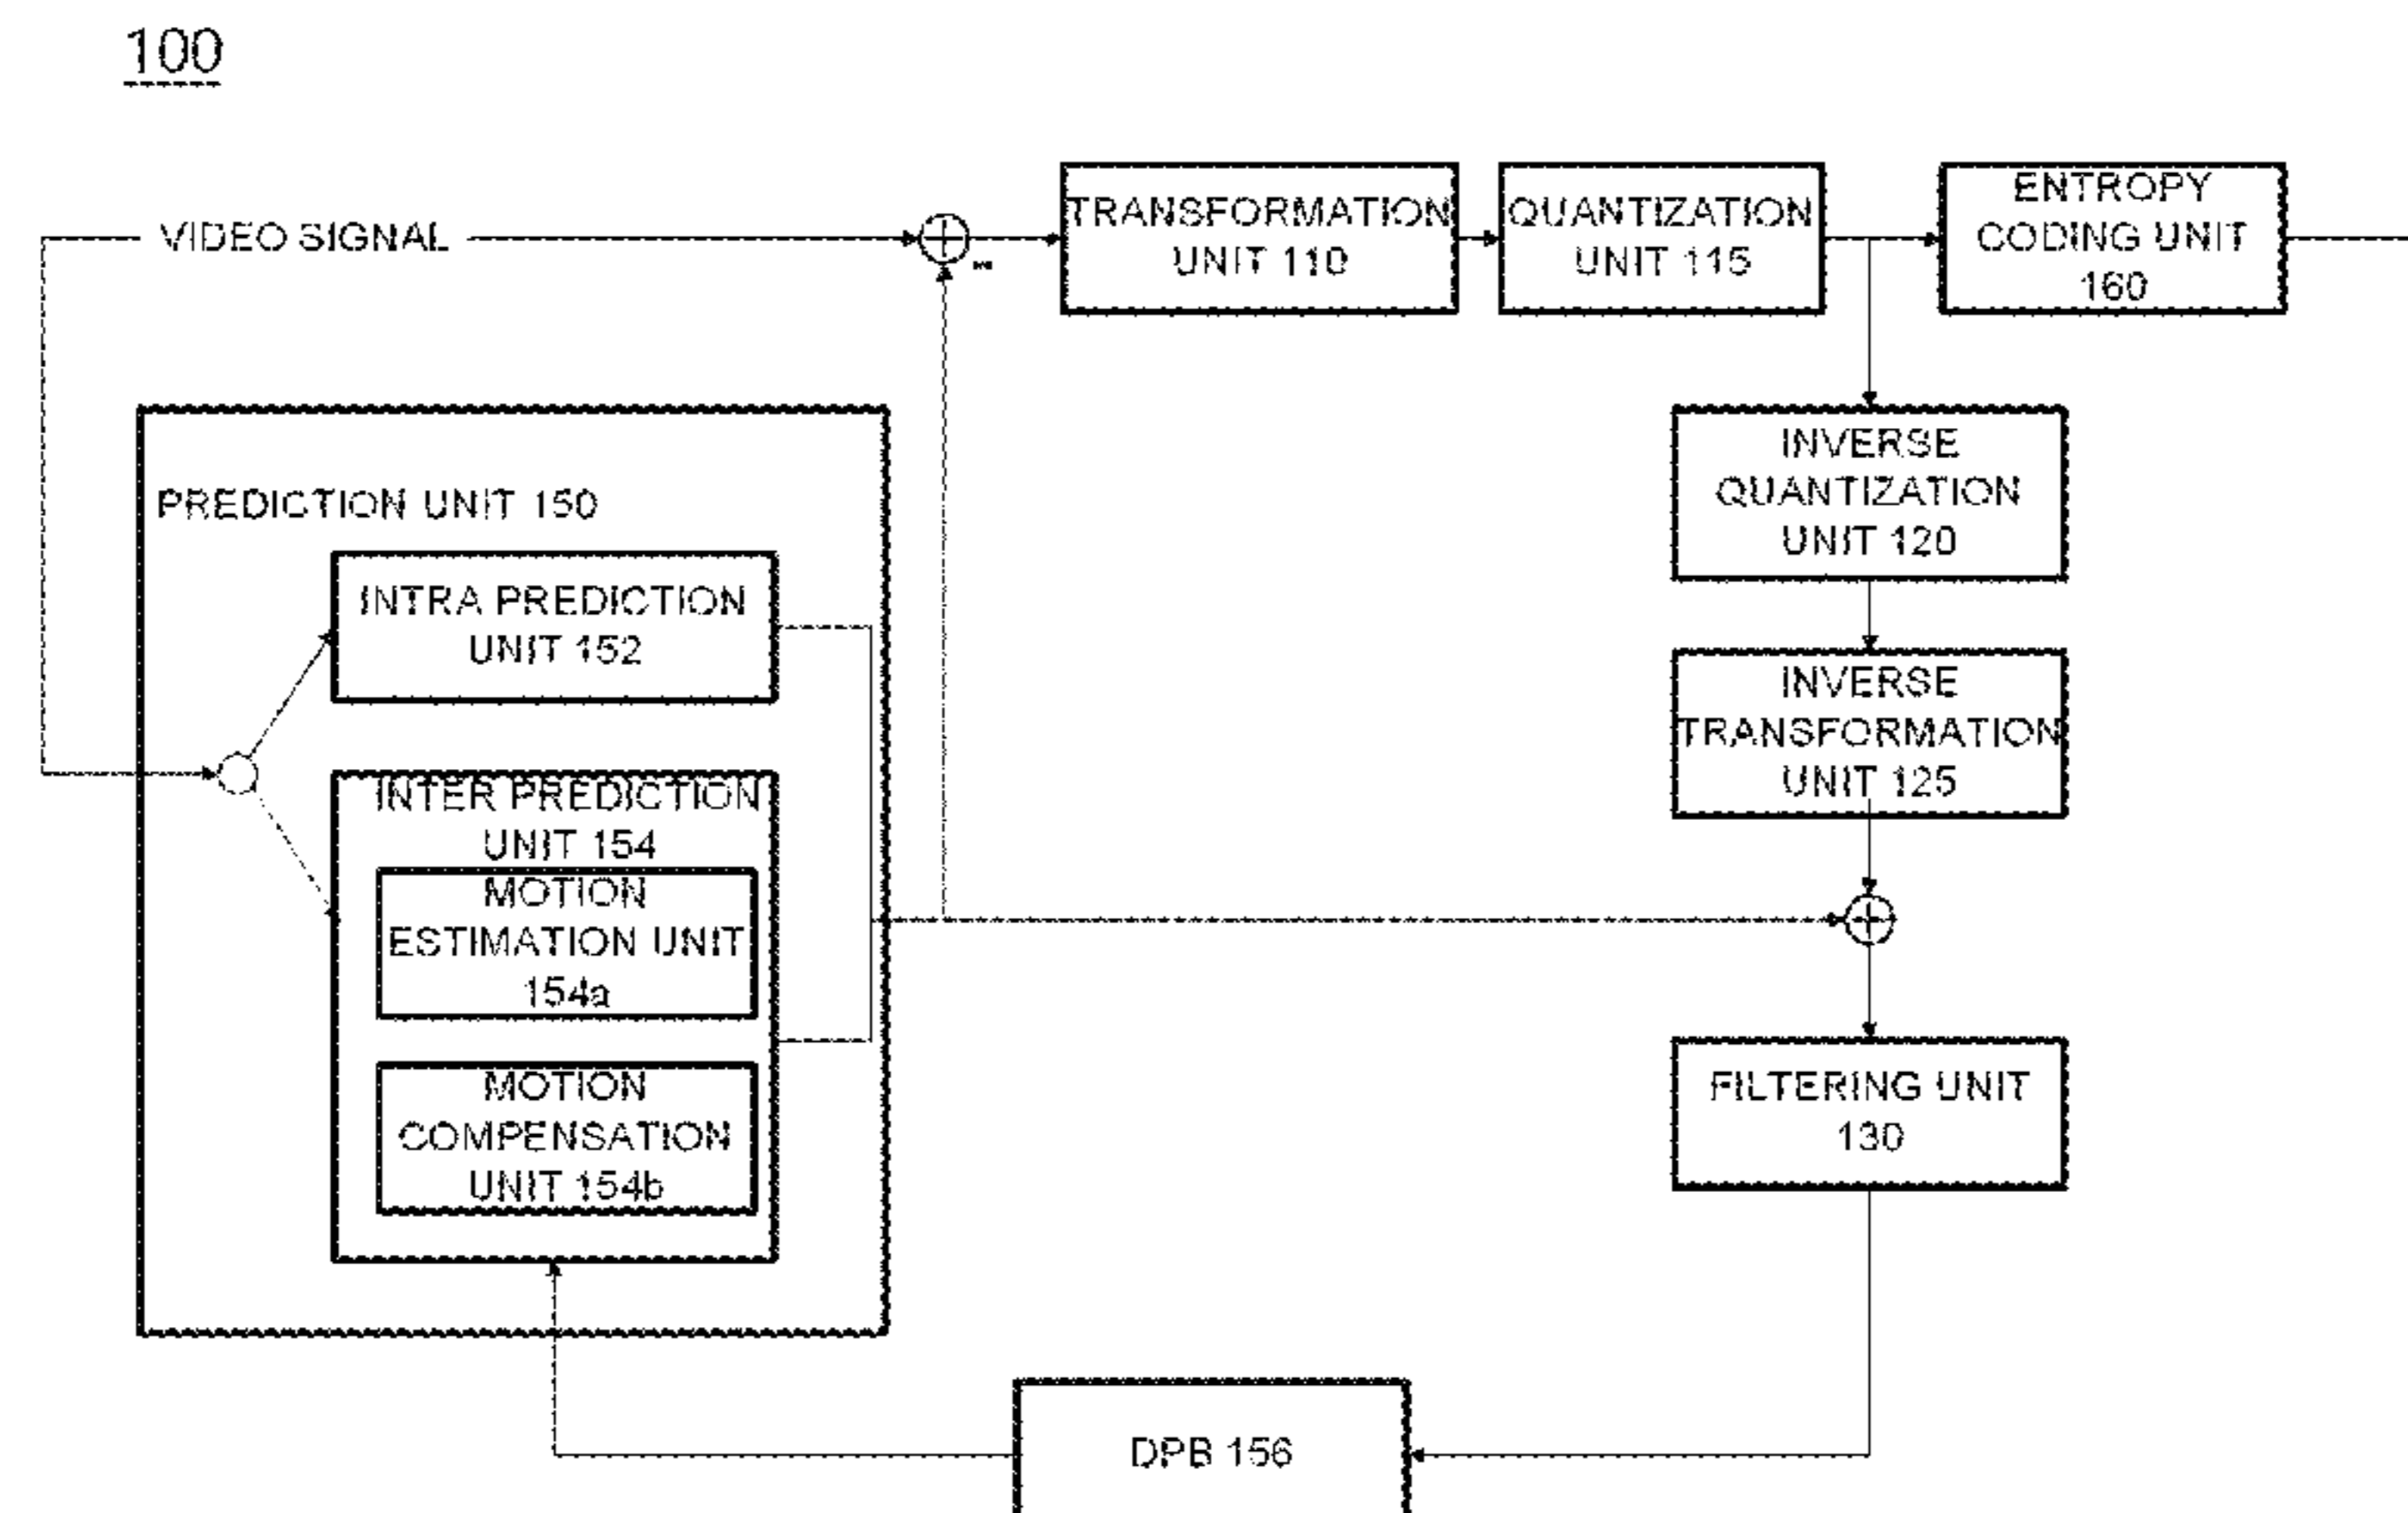 100
VIDEO SIGNAL
TRANSFORMATION
UNIT 110
QUANTIZATION
UNIT 115
ENTROPY
CODING UNIT
160
INVERSE
QUANTIZATION
UNIT 120
PREDICTION UNIT 150
INTRA PREDICTION
UNIT 152
INVERSE
TRANSFORMATION
UNIT 125
INTER PREDICTION
UNIT 154
MOTION
ESTIMATION UNIT
154a
MOTION
COMPENSATION
UNIT 154b
FILTERING UNIT
130
DPB 156